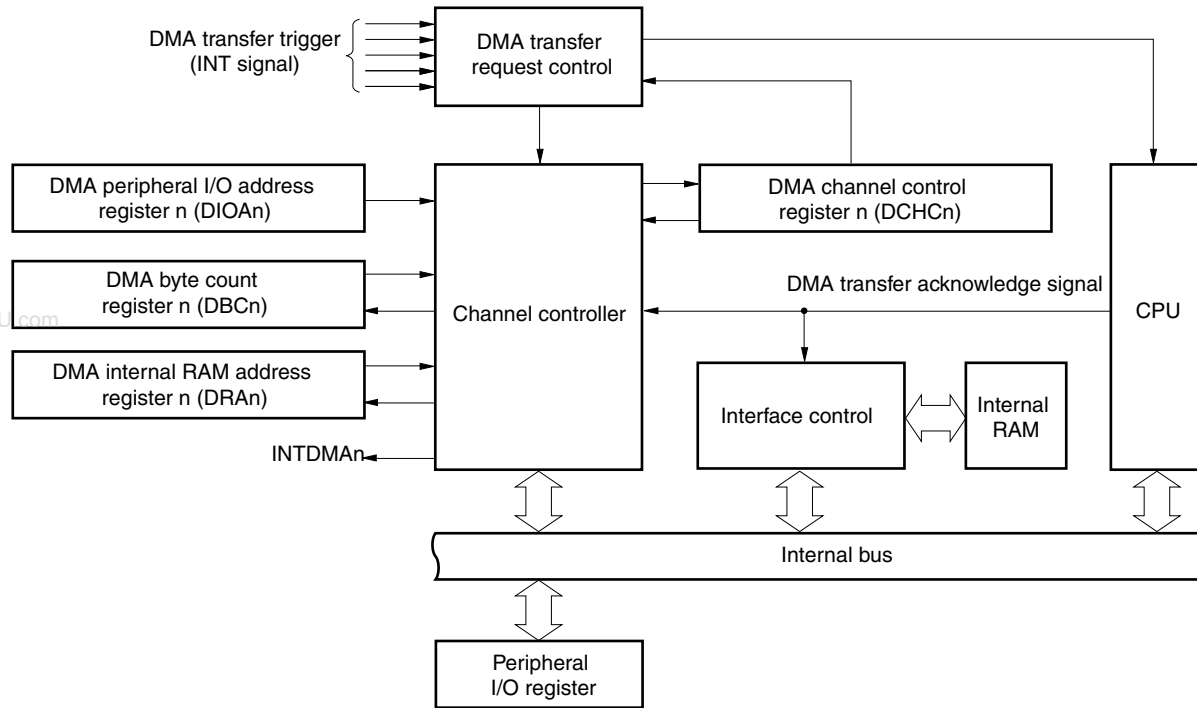 DMA transfer trigger
(INT signal)
DMA transfer
request control
DMA peripheral I/O address
register n (DIOAn)
DMA channel control
register n (DCHCn)
DMA byte count
register n (DBCn)
Channel controller
DMA transfer acknowledge signal
CPU
U.com
DMA internal RAM address
register n (DRAn)
Interface control
Internal
RAM
INTDMAn
Internal bus
Peripheral
I/O register